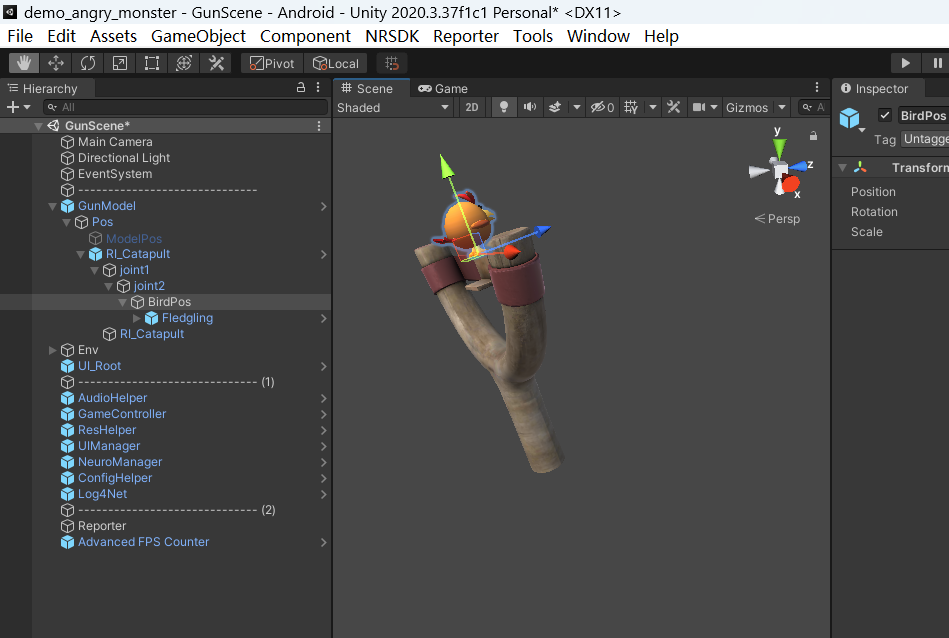 demo_angry_monster - GunScene - Android - Unity 2020.3.37f1c1 Personal* <DX11>
File Edit Assets GameObject Component NRSDK Reporter Tools Window Help
Pivot Local
Hierarchy
All
GunScene*
Main Camera
Directional Light
EventSystem
--------------------------------
GunModel
Pos
ModelPos
RI_Catapult
joint1
joint2
BirdPos
Fledgling
RI_Catapult
Env
UI_Root
-------------------------------- (1)
AudioHelper
GameController
ResHelper
UIManager
NeuroManager
ConfigHelper
Log4Net
-------------------------------- (2)
Reporter
Advanced FPS Counter
Scene Game
Shaded 2D 0 Gizmos A
y
z
x
Persp
Inspector
BirdPos
Tag Untagge
Transforn
Position
Rotation
Scale